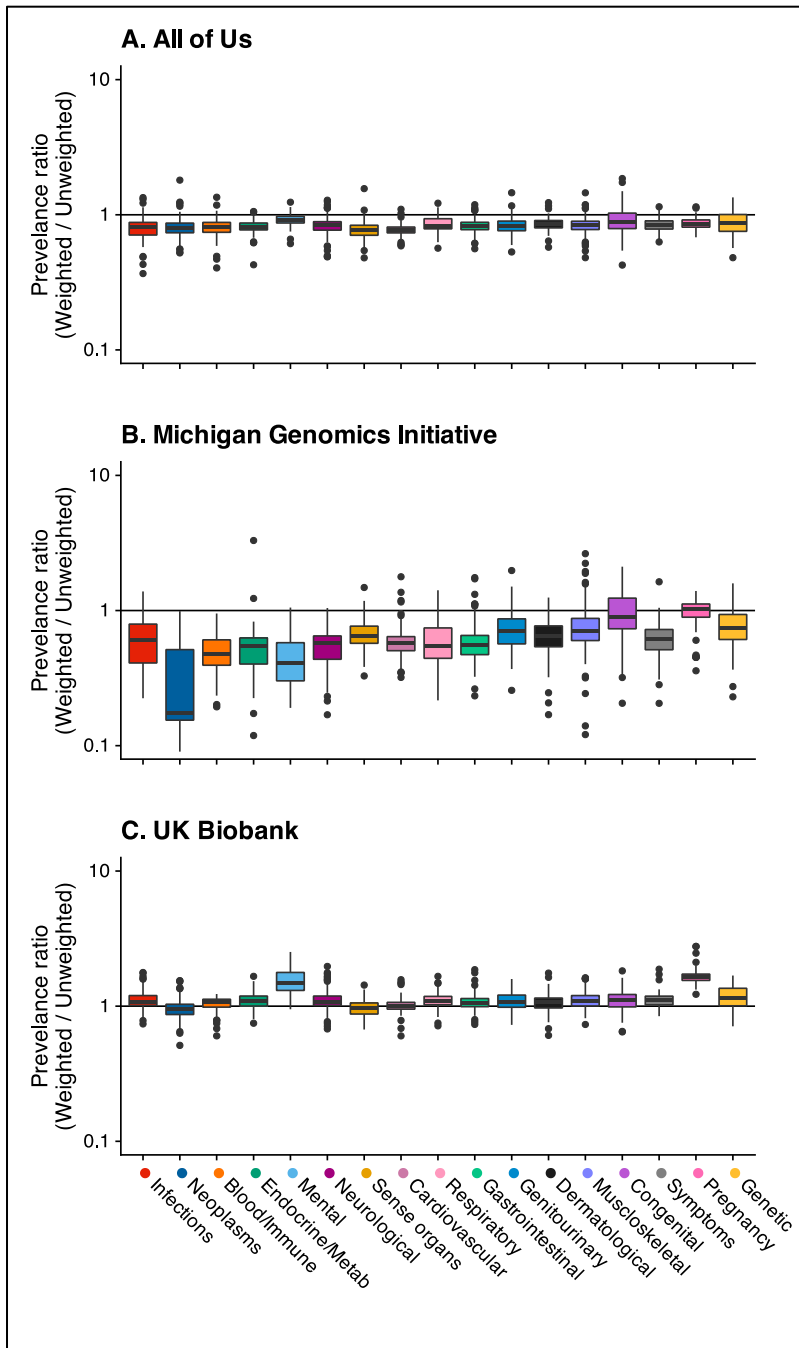 A. All of Us
Prevelance ratio
(Weighted / Unweighted)
10
1
0.1
B. Michigan Genomics Initiative
Prevelance ratio
(Weighted / Unweighted)
10
1
0.1
C. UK Biobank
Prevelance ratio
(Weighted / Unweighted)
10
1
0.1
Infections
Neoplasms
Blood/Immune
Endocrine/Metab
Mental
Neurological
Sense organs
Cardiovascular
Respiratory
Gastrointestinal
Genitourinary
Dermatological
Muscloskeletal
Congenital
Symptoms
Pregnancy
Genetic